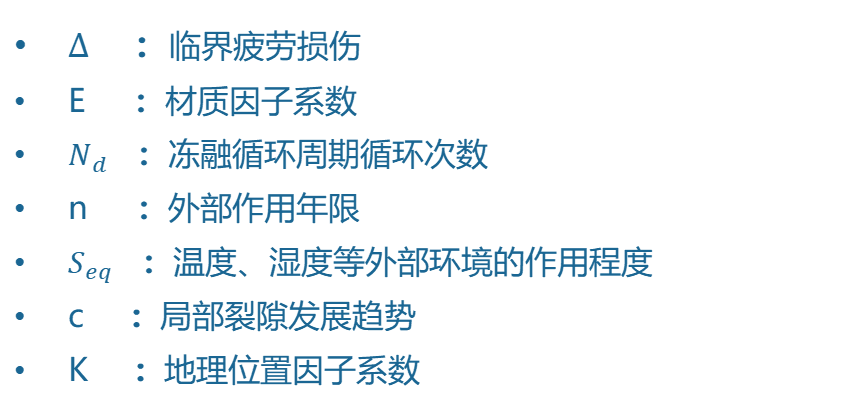 • Δ : 临界疲劳损伤
• E : 材质因子系数
• N_d : 冻融循环周期循环次数
• n : 外部作用年限
• S_eq : 温度、湿度等外部环境的作用程度
• c : 局部裂隙发展趋势
• K : 地理位置因子系数